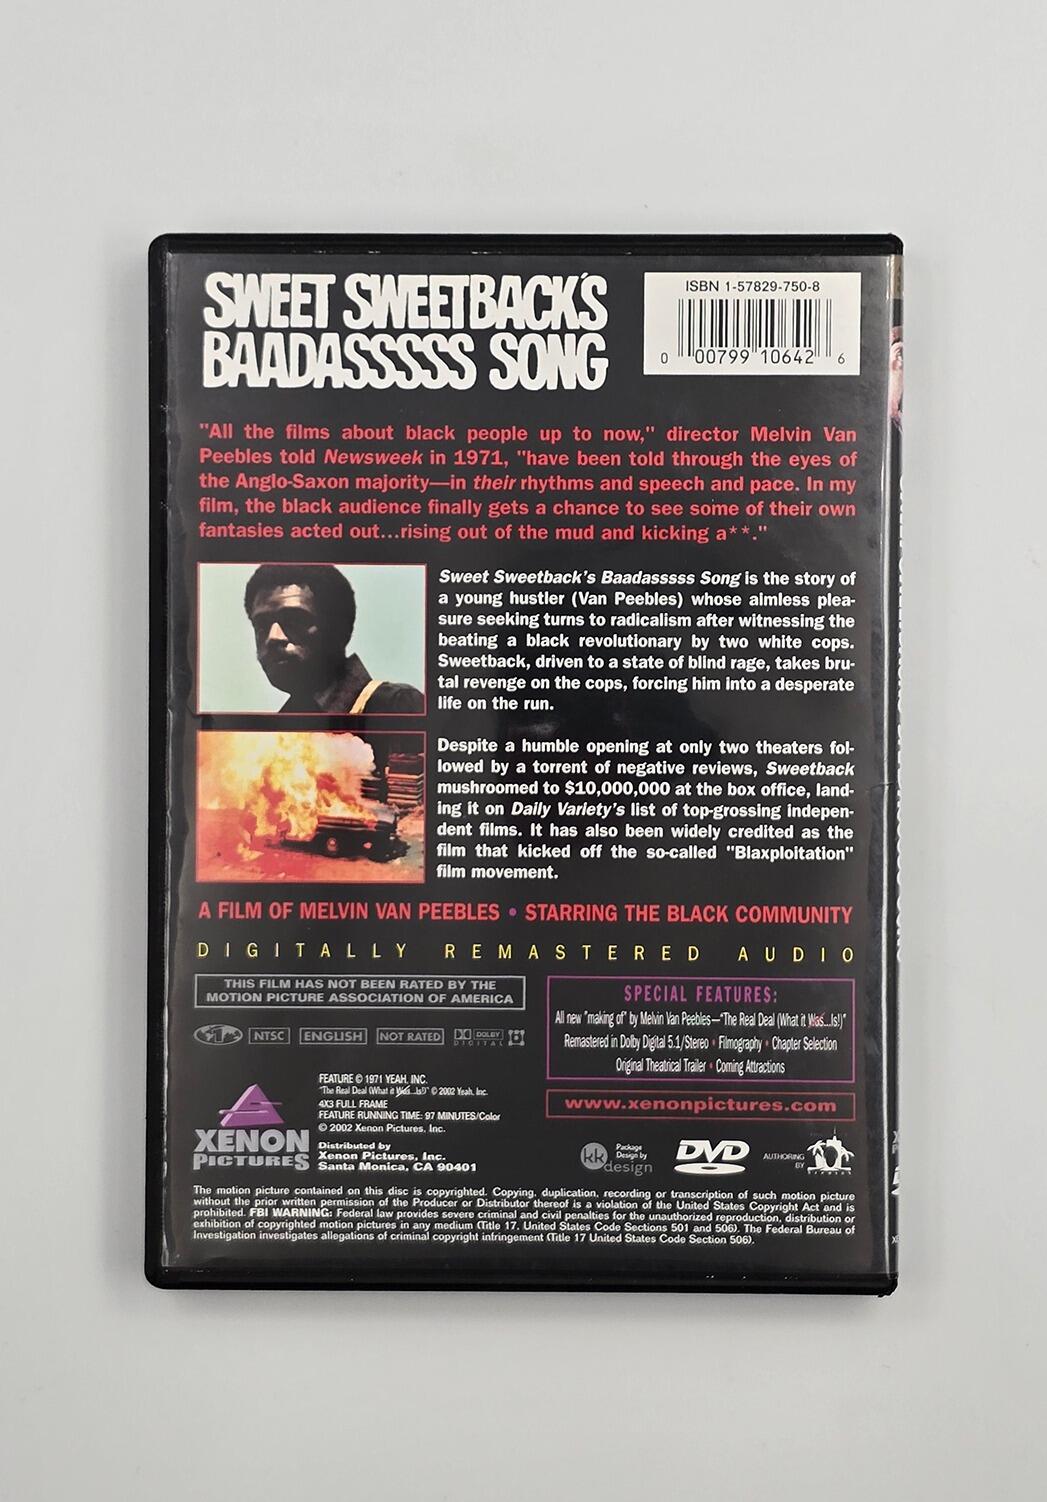 SWEET SWEETBACK'S
BAADASSSSS SONG
ISBN 1-57829-750-8
0 00799 10642 6
"All the films about black people up to now," director Melvin Van
Peebles told Newsweek in 1971, "have been told through the eyes of
the Anglo-Saxon majority—in their rhythms and speech and pace. In my
film, the black audience finally gets a chance to see some of their own
fantasies acted out...rising out of the mud and kicking a**."
Sweet Sweetback's Baadasssss Song is the story of
a young hustler (Van Peebles) whose aimless plea-
sure seeking turns to radicalism after witnessing the
beating a black revolutionary by two white cops.
Sweetback, driven to a state of blind rage, takes bru-
tal revenge on the cops, forcing him into a desperate
life on the run.
Despite a humble opening at only two theaters fol-
lowed by a torrent of negative reviews, Sweetback
mushroomed to $10,000,000 at the box office, land-
ing it on Daily Variety's list of top-grossing indepen-
dent films. It has also been widely credited as the
film that kicked off the so-called "Blaxploitation"
film movement.
A FILM OF MELVIN VAN PEEBLES • STARRING THE BLACK COMMUNITY
DIGITALLY REMASTERED AUDIO
THIS FILM HAS NOT BEEN RATED BY THE
MOTION PICTURE ASSOCIATION OF AMERICA
NTSC ENGLISH NOT RATED DOLBY DIGITAL
SPECIAL FEATURES:
All new "making of" by Melvin Van Peebles—"The Real Deal (What it Was...Is!)"
Remastered in Dolby Digital 5.1/Stereo • Filmography • Chapter Selection
Original Theatrical Trailer • Coming Attractions
www.xenonpictures.com
XENON
PICTURES
FEATURE © 1971 YEAH, INC.
"The Real Deal (What it Was...Is!)" © 2002 Yeah, Inc.
4X3 FULL FRAME
FEATURE RUNNING TIME: 97 MINUTES/Color
© 2002 Xenon Pictures, Inc.
Distributed by
Xenon Pictures, Inc.
Santa Monica, CA 90401
kk
Package
Design by
design
DVD
AUTHORING
BY
The motion picture contained on this disc is copyrighted. Copying, duplication, recording or transcription of such motion picture
without the prior written permission of the Producer or Distributor thereof is a violation of the United States Copyright Act and is
prohibited. FBI WARNING: Federal law provides severe criminal and civil penalties for the unauthorized reproduction, distribution or
exhibition of copyrighted motion pictures in any medium (Title 17, United States Code Sections 501 and 506). The Federal Bureau of
Investigation investigates allegations of criminal copyright infringement (Title 17 United States Code Section 506).